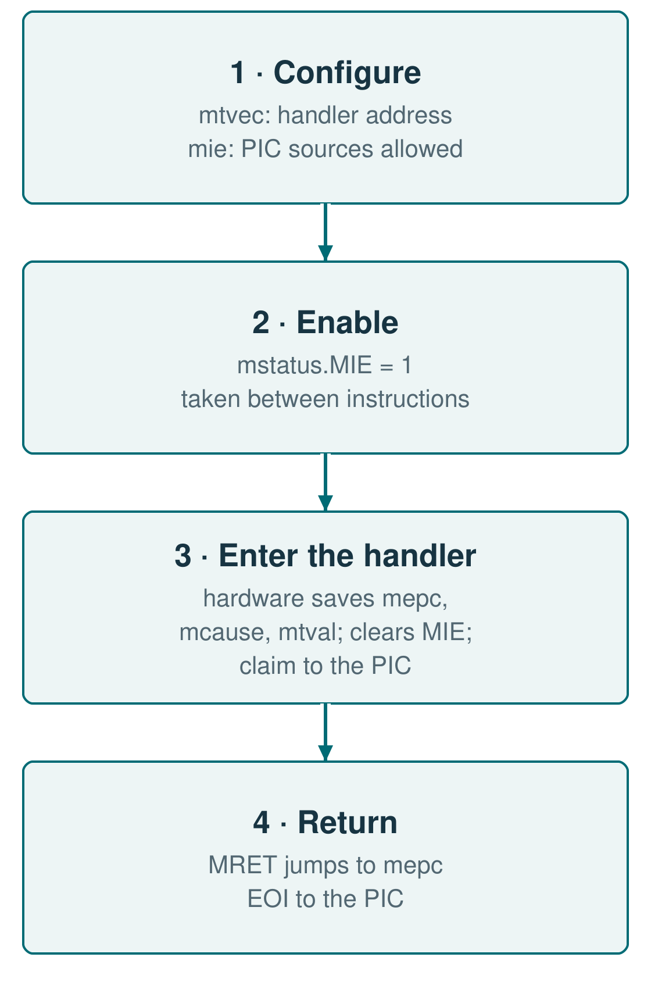 1 · Configure
mtvec: handler address
mie: PIC sources allowed
2 · Enable
mstatus.MIE = 1
taken between instructions
3 · Enter the handler
hardware saves mepc,
mcause, mtval; clears MIE;
claim to the PIC
4 · Return
MRET jumps to mepc
EOI to the PIC